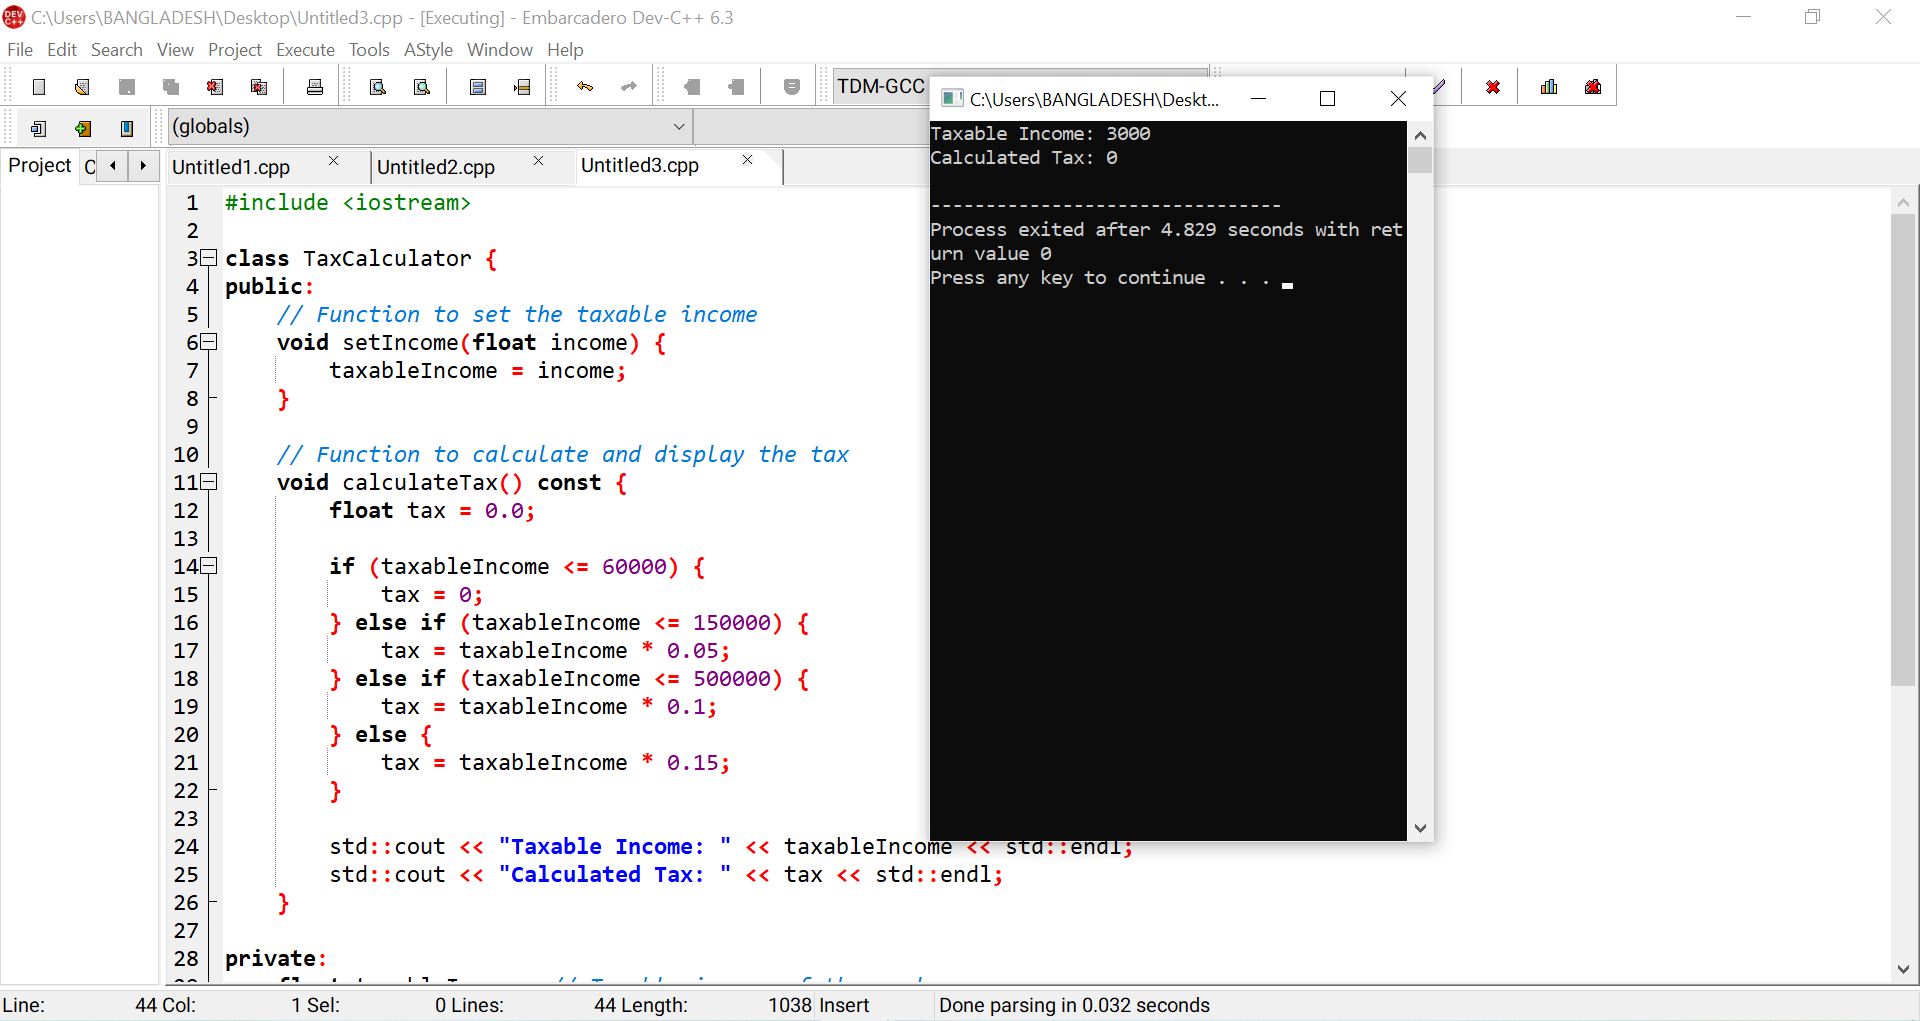 C:\Users\BANGLADESH\Desktop\Untitled3.cpp - [Executing] - Embarcadero Dev-C++ 6.3
File Edit Search View Project Execute Tools AStyle Window Help
TDM-GCC
(globals)
Project C
Untitled1.cpp Untitled2.cpp Untitled3.cpp
1 #include <iostream>
2
3 class TaxCalculator {
4 public:
5     // Function to set the taxable income
6     void setIncome(float income) {
7         taxableIncome = income;
8     }
9
10     // Function to calculate and display the tax
11     void calculateTax() const {
12         float tax = 0.0;
13
14         if (taxableIncome <= 60000) {
15             tax = 0;
16         } else if (taxableIncome <= 150000) {
17             tax = taxableIncome * 0.05;
18         } else if (taxableIncome <= 500000) {
19             tax = taxableIncome * 0.1;
20         } else {
21             tax = taxableIncome * 0.15;
22         }
23
24         std::cout << "Taxable Income: " << taxableIncome << std::endl;
25         std::cout << "Calculated Tax: " << tax << std::endl;
26     }
27
28 private:
C:\Users\BANGLADESH\Deskt...
Taxable Income: 3000
Calculated Tax: 0
--------------------------------
Process exited after 4.829 seconds with ret
urn value 0
Press any key to continue . . .
Line: 44 Col: 1 Sel: 0 Lines: 44 Length: 1038 Insert Done parsing in 0.032 seconds